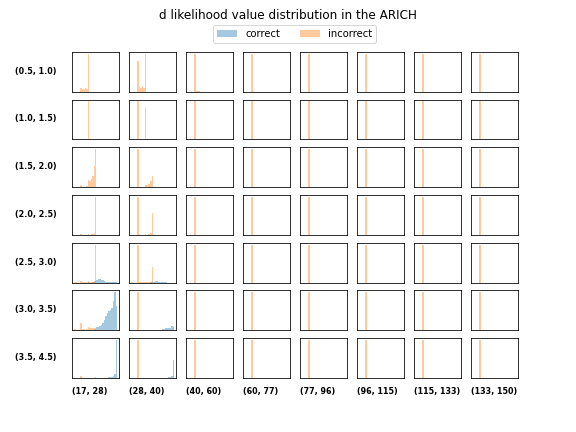 d likelihood value distribution in the ARICH
correct incorrect
(0.5, 1.0)
(1.0, 1.5)
(1.5, 2.0)
(2.0, 2.5)
(2.5, 3.0)
(3.0, 3.5)
(3.5, 4.5)
(17, 28) (28, 40) (40, 60) (60, 77) (77, 96) (96, 115) (115, 133) (133, 150)